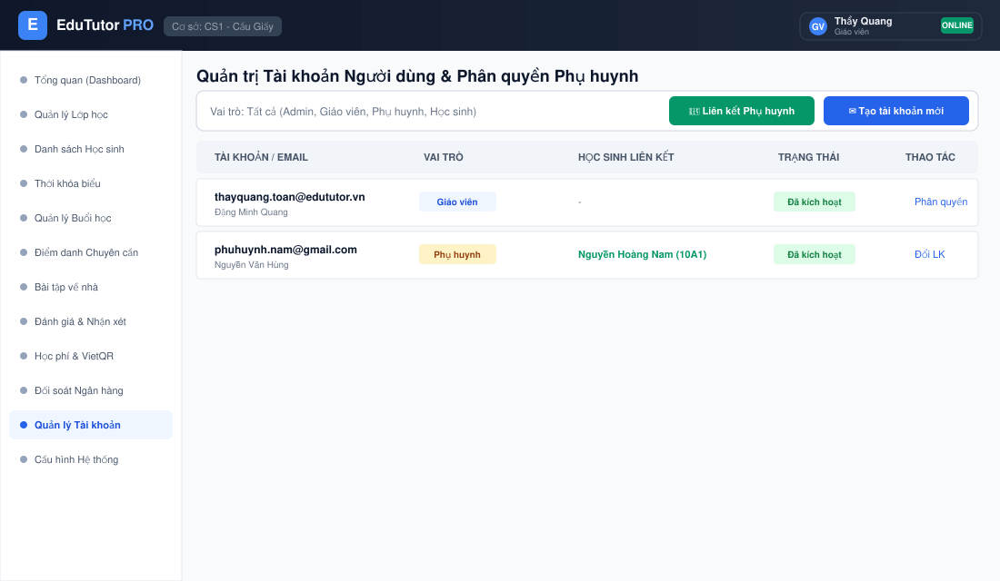 E EduTutor PRO Cơ sở: CS1 - Cầu Giấy
GV Thầy Quang
Giáo viên
ONLINE
Tổng quan (Dashboard)
Quản lý Lớp học
Danh sách Học sinh
Thời khóa biểu
Quản lý Buổi học
Điểm danh Chuyên cần
Bài tập về nhà
Đánh giá & Nhận xét
Học phí & VietQR
Đối soát Ngân hàng
Quản lý Tài khoản
Cấu hình Hệ thống
Quản trị Tài khoản Người dùng & Phân quyền Phụ huynh
Vai trò: Tất cả (Admin, Giáo viên, Phụ huynh, Học sinh)
Liên kết Phụ huynh
✉ Tạo tài khoản mới
TÀI KHOẢN / EMAIL VAI TRÒ HỌC SINH LIÊN KẾT TRẠNG THÁI THAO TÁC
thayquang.toan@edututor.vn Giáo viên - Đã kích hoạt Phân quyền
Đặng Minh Quang
phuhuynh.nam@gmail.com Phụ huynh Nguyễn Hoàng Nam (10A1) Đã kích hoạt Đổi LK
Nguyễn Văn Hùng